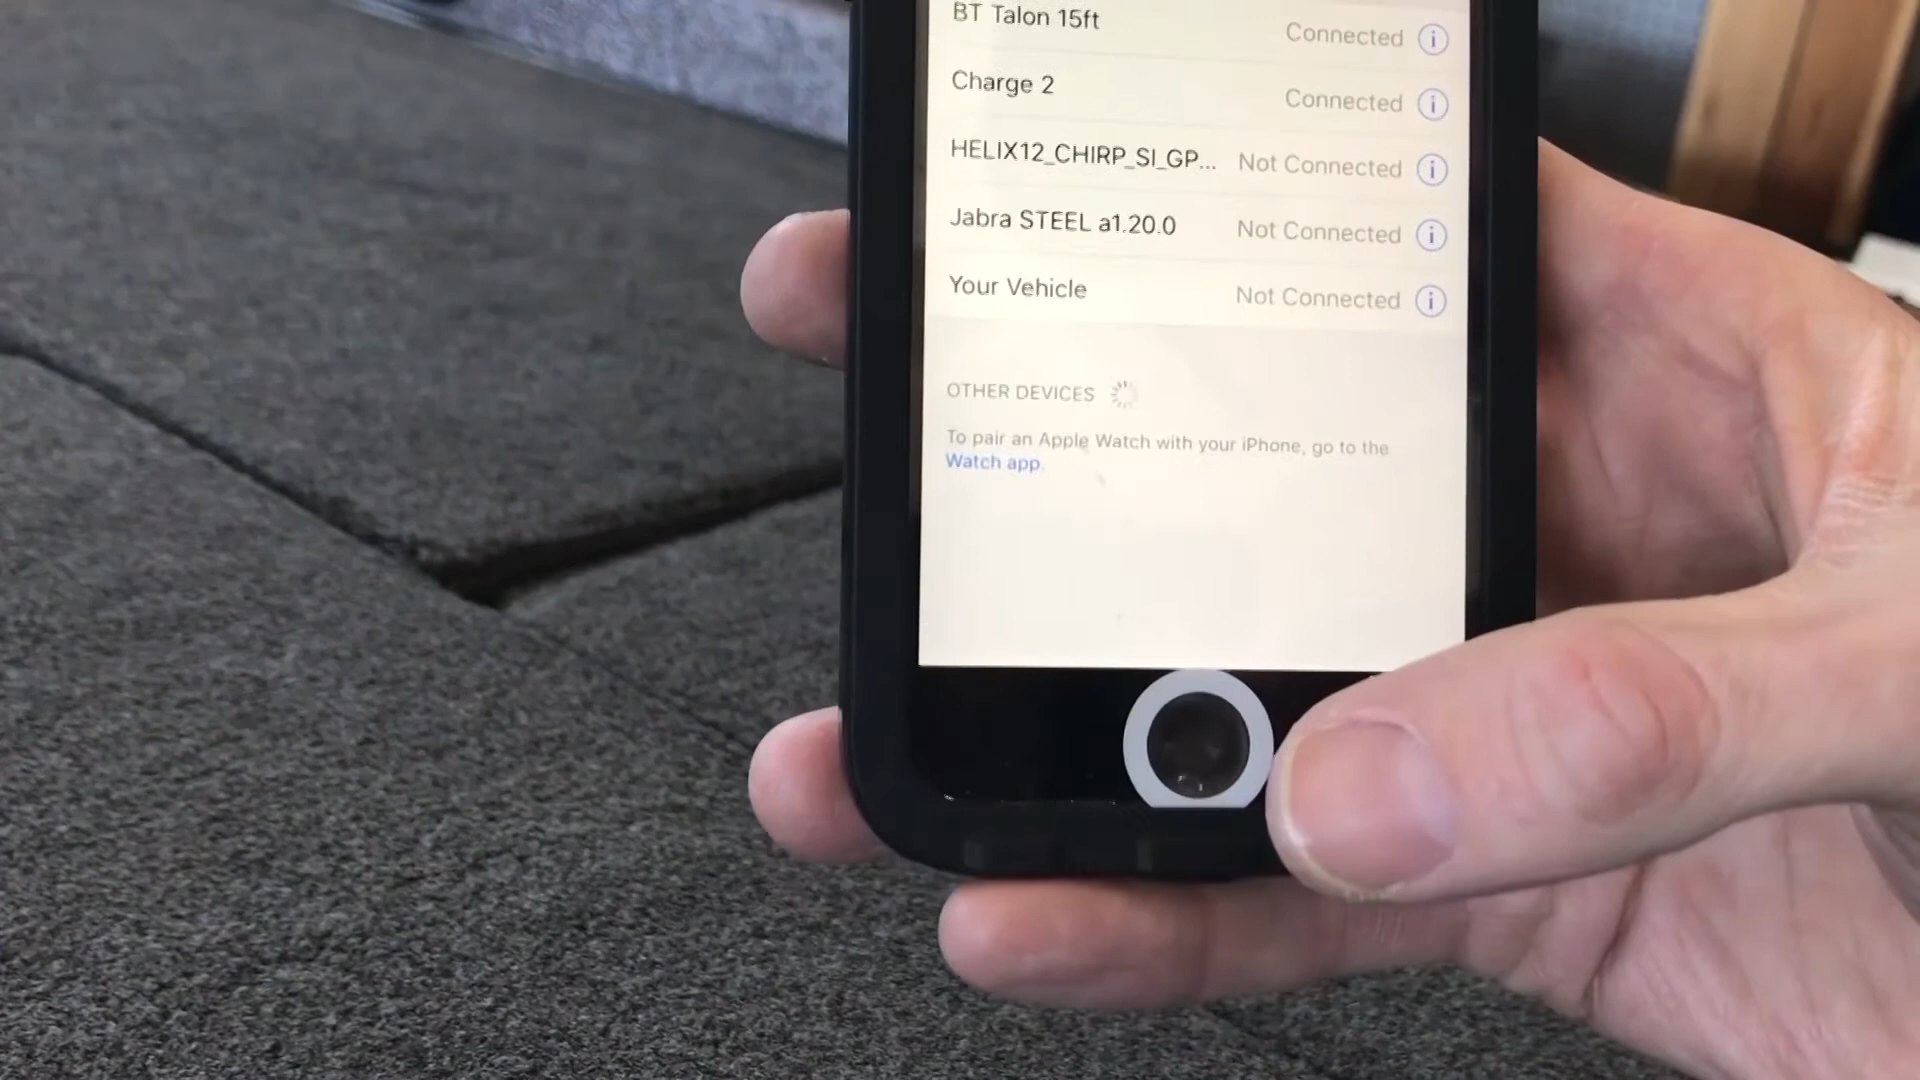 BT Talon 15ft Connected
Charge 2 Connected
HELIX12_CHIRP_SI_GP... Not Connected
Jabra STEEL a1.20.0 Not Connected
Your Vehicle Not Connected
OTHER DEVICES
To pair an Apple Watch with your iPhone, go to the
Watch app.